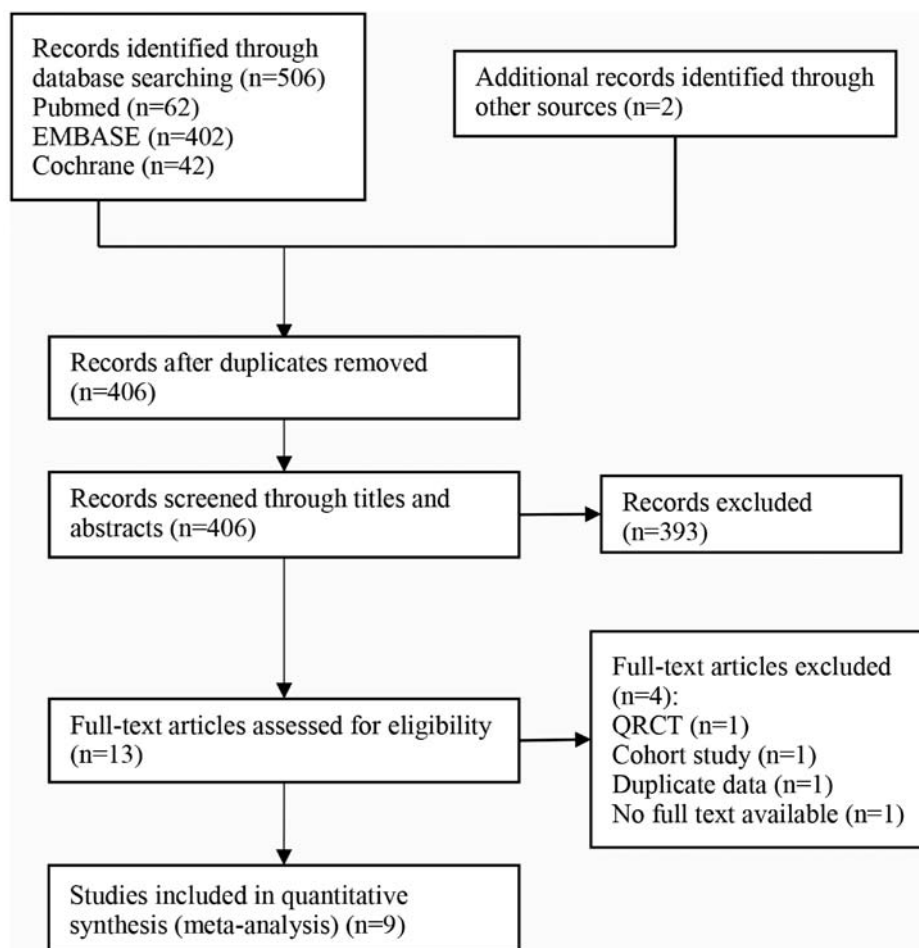 Records identified through
database searching (n=506)
Pubmed (n=62)
EMBASE (n=402)
Cochrane (n=42)
Additional records identified through
other sources (n=2)
Records after duplicates removed
(n=406)
Records screened through titles and
abstracts (n=406)
Records excluded
(n=393)
Full-text articles assessed for eligibility
(n=13)
Full-text articles excluded
(n=4):
QRCT (n=1)
Cohort study (n=1)
Duplicate data (n=1)
No full text available (n=1)
Studies included in quantitative
synthesis (meta-analysis) (n=9)